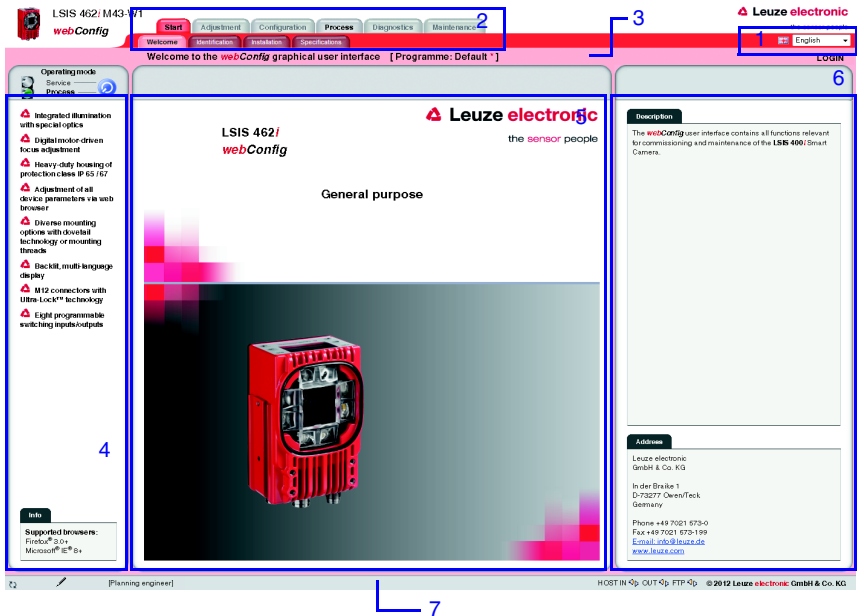 LSIS 462i M43-W1
webConfig
Start Adjustment Configuration Process Diagnostics Maintenance
2
3
Leuze electronic
the sensor people
1
English
Welcome Identification Installation Specifications
Welcome to the webConfig graphical user interface [ Programme: Default * ]
LOGIN
Operating mode
Service
Process
6
Integrated illumination
with special optics
Digital motor-driven
focus adjustment
Heavy-duty housing of
protection class IP 65 /67
Adjustment of all
device parameters via web
browser
Diverse mounting
options with dovetail
technology or mounting
threads
Backlit, multi-language
display
M12 connectors with
Ultra-Lock™ technology
Eight programmable
switching inputs/outputs
4
Info
Supported browsers:
Firefox® 3.0+
Microsoft® IE® 8+
Leuze electronic
5
the sensor people
LSIS 462i
webConfig
General purpose
Description
The webConfig user interface contains all functions relevant
for commissioning and maintenance of the LSIS 400i Smart
Camera.
Address
Leuze electronic
GmbH & Co. KG
In der Braike 1
D-73277 Owen/Teck
Germany
Phone +49 7021 573-0
Fax +49 7021 573-199
E-mail: info@leuze.de
www.leuze.com
[Planning engineer]
HOST IN OUT FTP © 2012 Leuze electronic GmbH & Co. KG
7